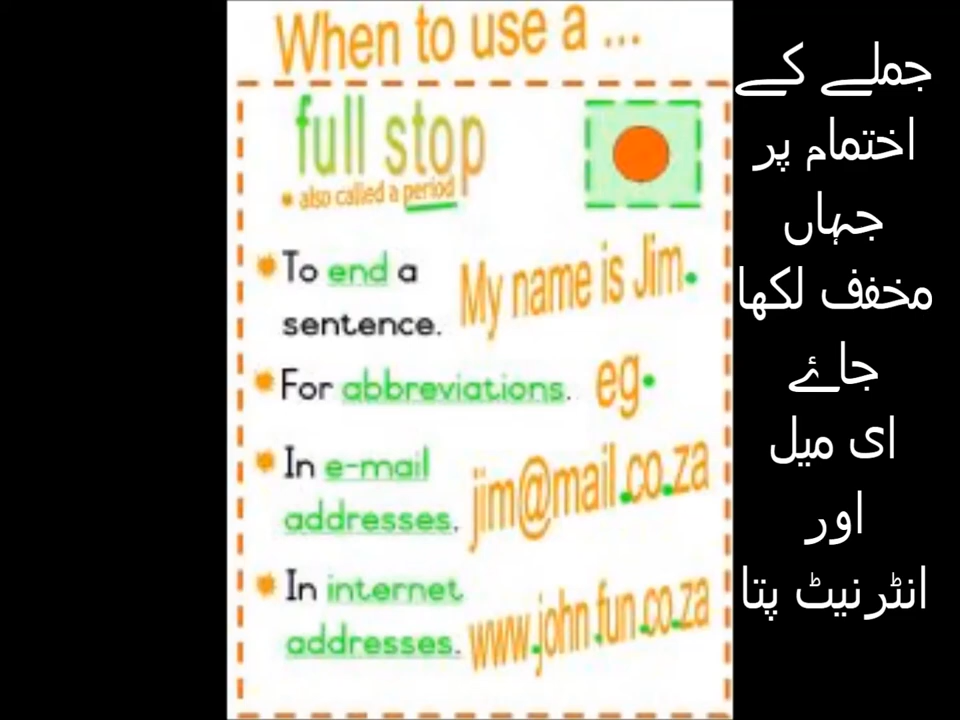 When to use a ...
full stop
also called a period
To end a
sentence.
My name is Jim.
For abbreviations.
eg.
In e-mail
addresses.
jim@mail.co.za
In internet
addresses.
www.john.fun.co.za
جملے کے
اختمام پر
جہاں
مخفف لکھا
جاۓ
ای میل
اور
انٹرنیٹ پتا